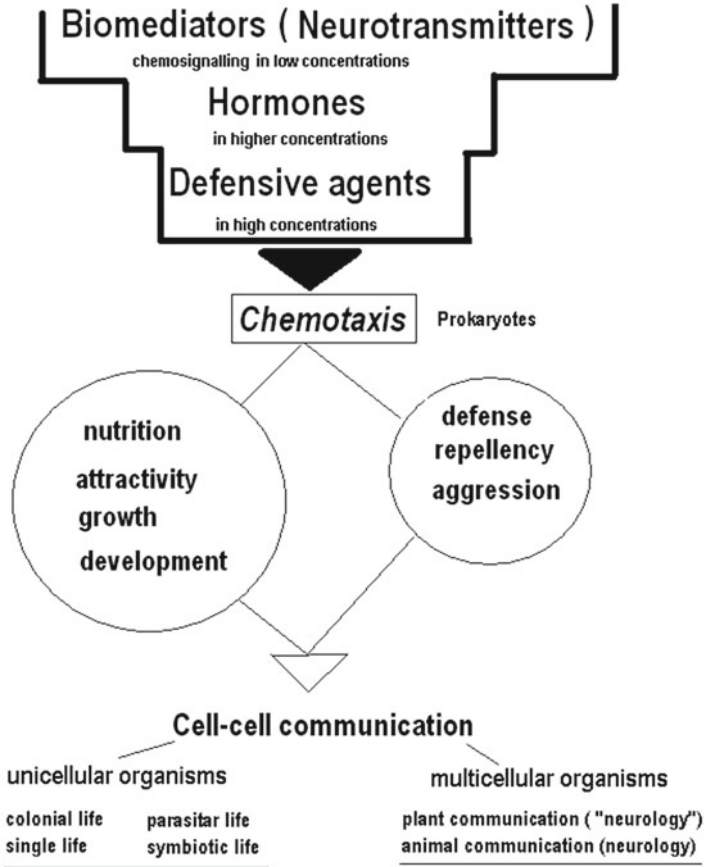 Biomediators ( Neurotransmitters )
chemosignalling in low concentrations
Hormones
in higher concentrations
Defensive agents
in high concentrations
Chemotaxis Prokaryotes
nutrition
attractivity
growth
development
defense
repellency
aggression
Cell-cell communication
unicellular organisms
colonial life parasitar life
single life symbiotic life
multicellular organisms
plant communication ( "neurology")
animal communication (neurology)